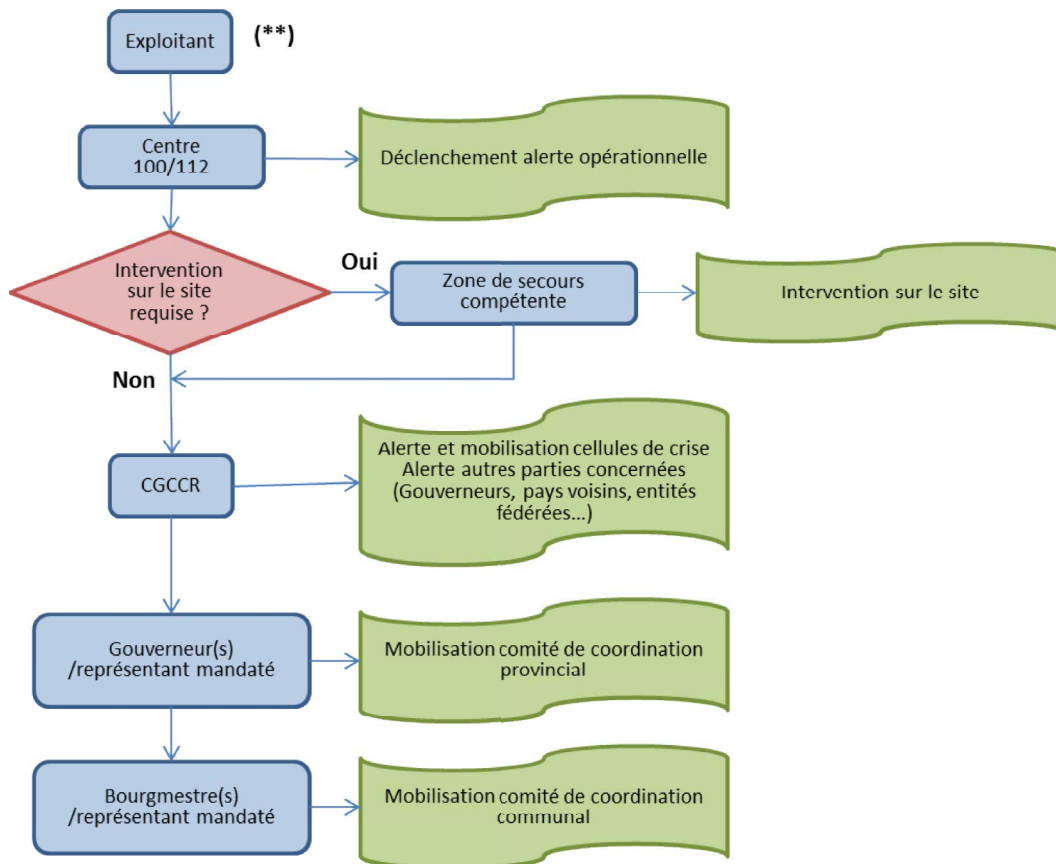 Exploitant
(**)
Centre
100/112
Déclenchement alerte opérationnelle
Intervention
sur le site
requise ?
Oui
Zone de secours
compétente
Intervention sur le site
Non
CGCCR
Alerte et mobilisation cellules de crise
Alerte autres parties concernées
(Gouverneurs, pays voisins, entités
fédérées...)
Gouverneur(s)
/représentant mandaté
Mobilisation comité de coordination
provincial
Bourgmestre(s)
/représentant mandaté
Mobilisation comité de coordination
communal